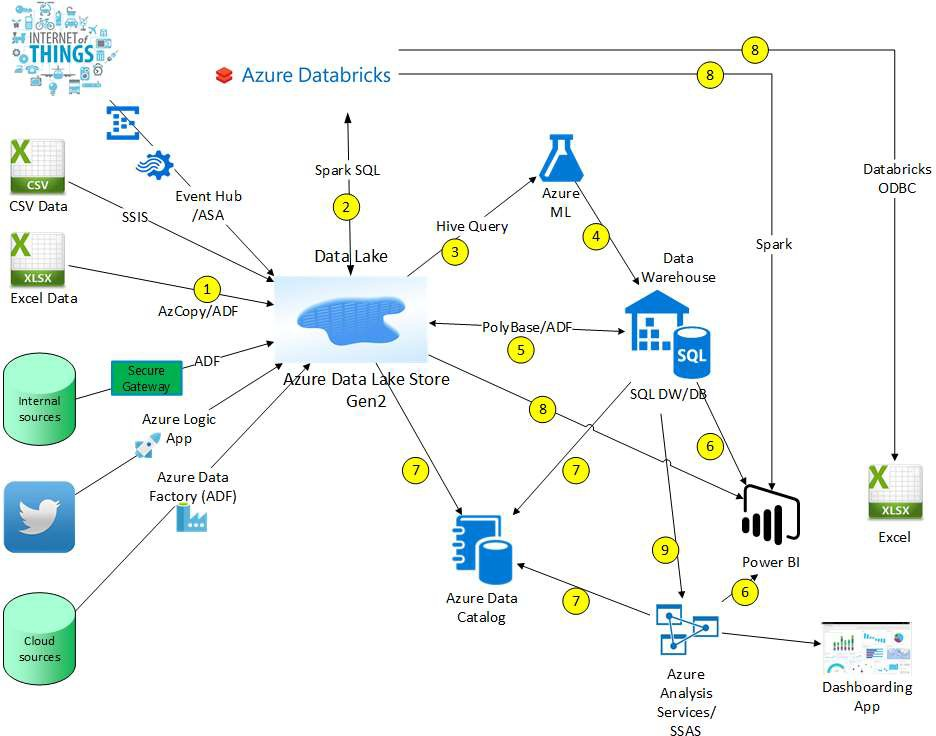 INTERNET of
THINGS
Azure Databricks
8
8
X
CSV
CSV Data
SSIS
Event Hub
/ASA
Spark SQL
2
Azure
ML
Hive Query
3
4
Databricks
ODBC
Spark
X
XLSX
Excel Data
1
AzCopy/ADF
Data Lake
Data
Warehouse
PolyBase/ADF
5
SQL
SQL DW/DB
Azure Data Lake Store
Gen2
Internal
sources
Secure
Gateway
ADF
Azure Logic
App
Azure Data
Factory (ADF)
8
6
7
7
X
XLSX
Excel
Power BI
9
6
Azure Data
Catalog
7
Cloud
sources
Azure
Analysis
Services/
SSAS
Dashboarding
App